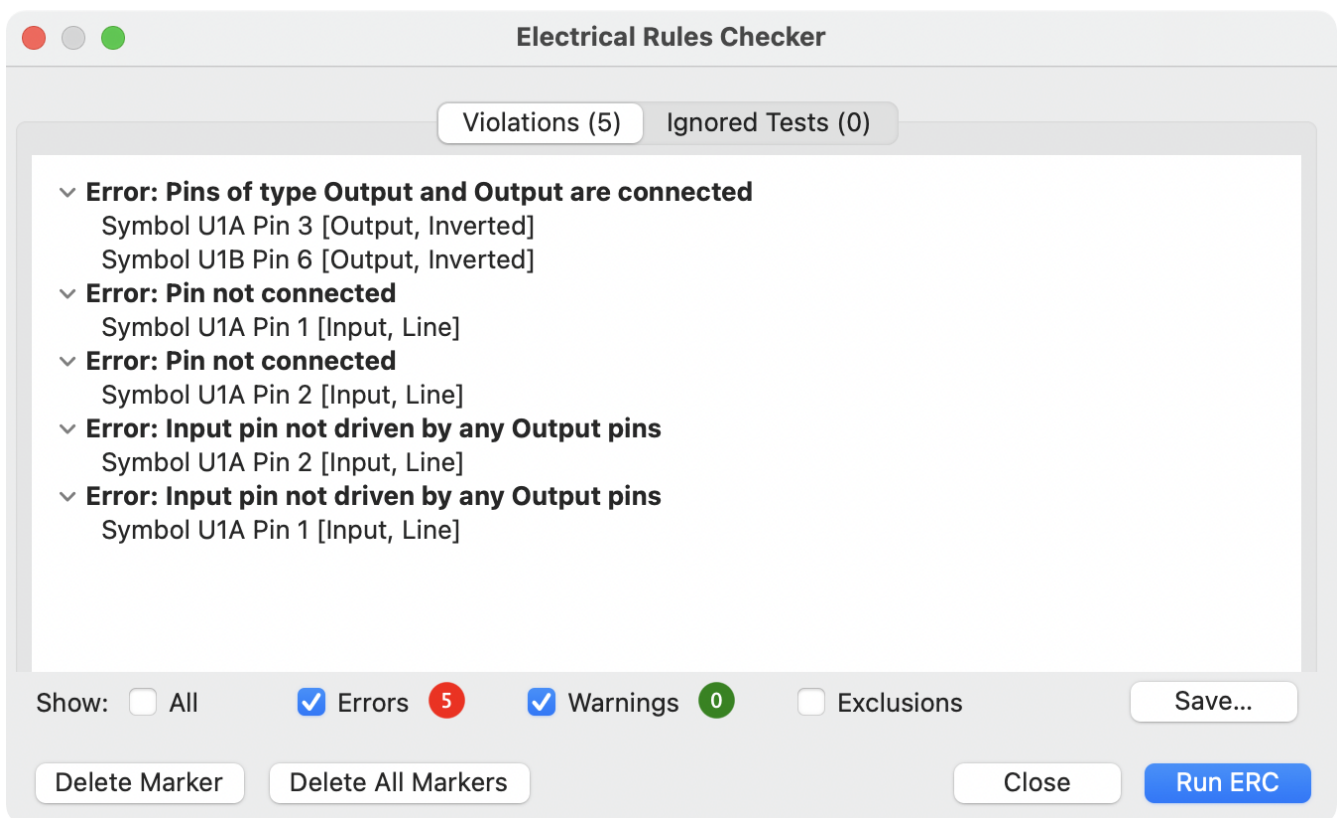 Electrical Rules Checker
Violations (5) Ignored Tests (0)
Error: Pins of type Output and Output are connected
Symbol U1A Pin 3 [Output, Inverted]
Symbol U1B Pin 6 [Output, Inverted]
Error: Pin not connected
Symbol U1A Pin 1 [Input, Line]
Error: Pin not connected
Symbol U1A Pin 2 [Input, Line]
Error: Input pin not driven by any Output pins
Symbol U1A Pin 2 [Input, Line]
Error: Input pin not driven by any Output pins
Symbol U1A Pin 1 [Input, Line]
Show: All Errors 5 Warnings 0 Exclusions Save...
Delete Marker Delete All Markers Close Run ERC